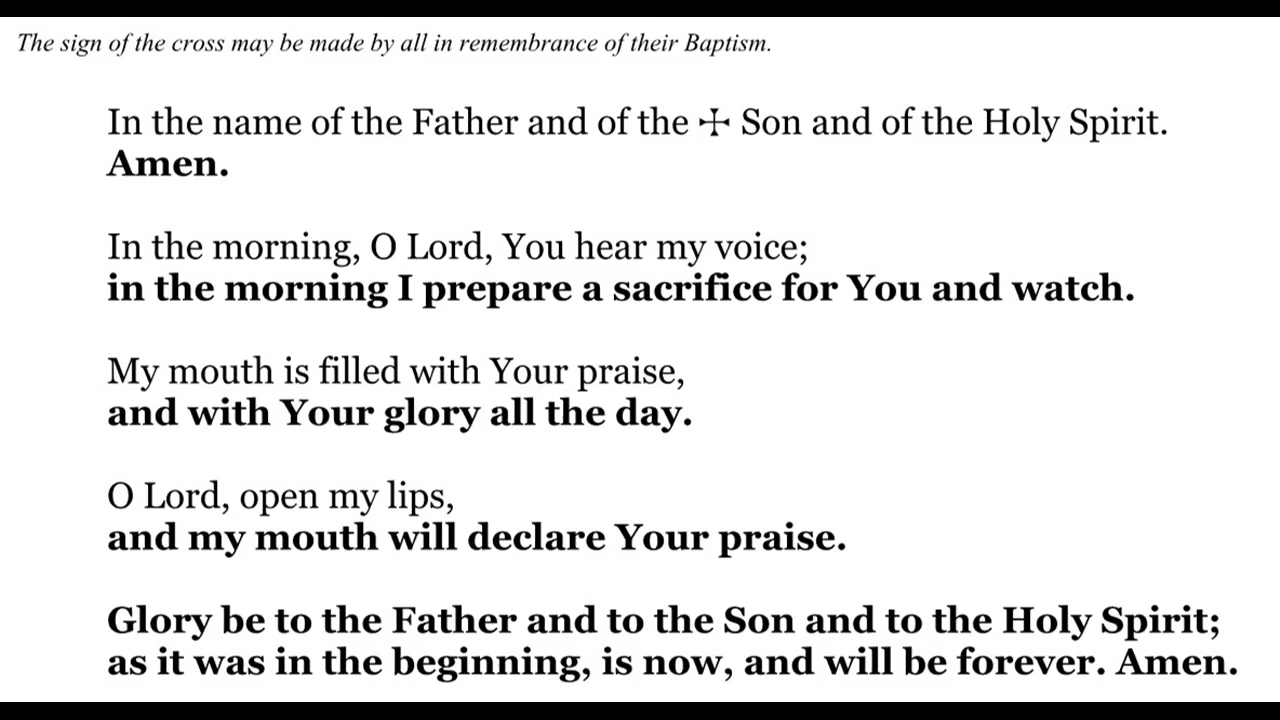 The sign of the cross may be made by all in remembrance of their Baptism.
In the name of the Father and of the ☩ Son and of the Holy Spirit.
Amen.
In the morning, O Lord, You hear my voice;
in the morning I prepare a sacrifice for You and watch.
My mouth is filled with Your praise,
and with Your glory all the day.
O Lord, open my lips,
and my mouth will declare Your praise.
Glory be to the Father and to the Son and to the Holy Spirit;
as it was in the beginning, is now, and will be forever. Amen.